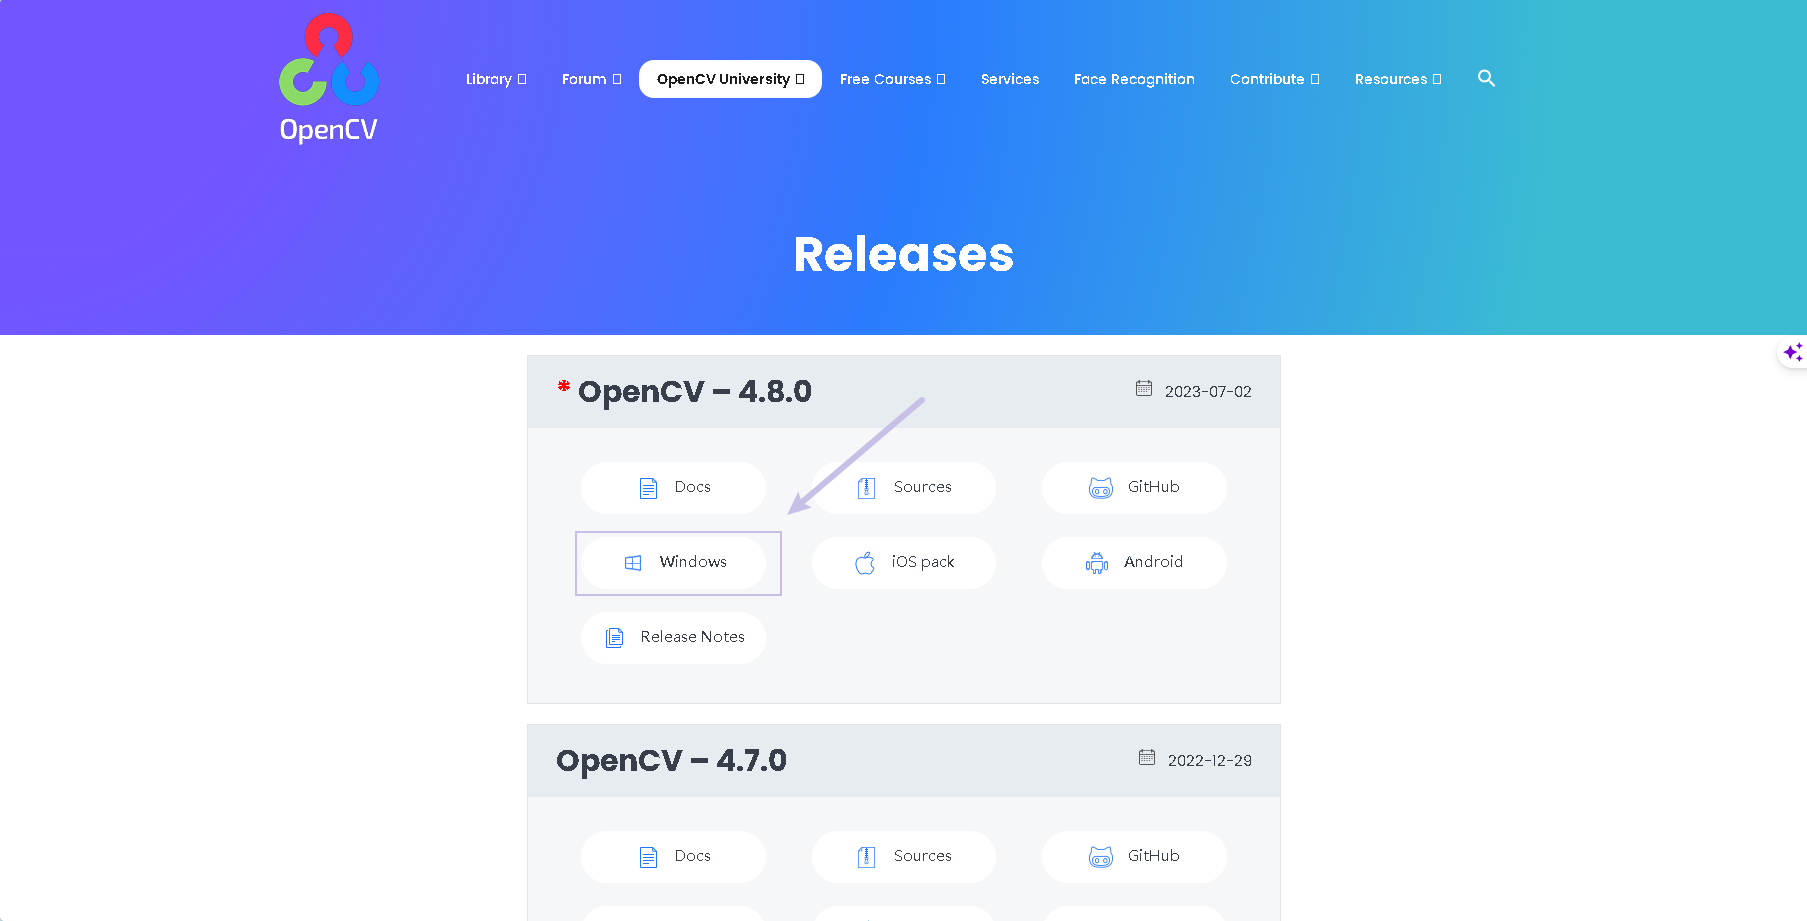 OpenCV
Library
Forum
OpenCV University
Free Courses
Services
Face Recognition
Contribute
Resources
Releases
* OpenCV – 4.8.0
2023-07-02
Docs
Sources
GitHub
Windows
iOS pack
Android
Release Notes
OpenCV – 4.7.0
2022-12-29
Docs
Sources
GitHub